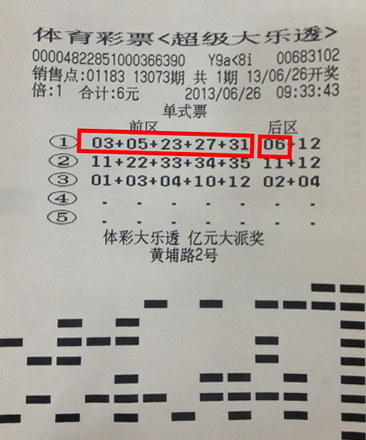 体育彩票<超级大乐透>
00004822851000366390 Y9a<8i 00683102
销售点:01183 13073期 共 1期 13/06/26开奖
倍:1 合计:6元 2013/06/26 09:33:43
单式票
前区 后区
① 03+05+23+27+31 06+12
② 11+22+33+34+35 11+12
③ 01+03+04+10+12 02+04
④ - - - - - - -
⑤ - - - - - - -
体彩大乐透 亿元大派奖
黄埔路2号